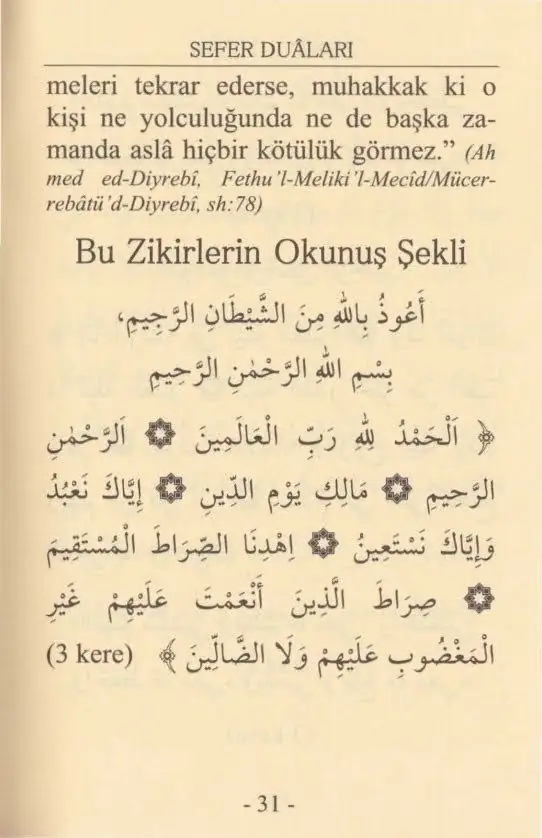 SEFER DUÂLARI
meleri tekrar ederse, muhakkak ki o
kişi ne yolculuğunda ne de başka za-
manda aslâ hiçbir kötülük görmez.” (Ah
med ed-Diyrebî, Fethu'l-Meliki'l-Mecîd/Mücer-
rebâtü'd-Diyrebî, sh:78)
Bu Zikirlerin Okunuş Şekli
أَعُوذُ بِاللهِ مِنَ الشَّيْطَانِ الرَّجِيمِ،
بِسْمِ اللهِ الرَّحْمٰنِ الرَّحِيمِ
﴿ اَلْحَمْدُ لِلهِ رَبِّ الْعَالَمِينَ ۞ اَلرَّحْمٰنِ
الرَّحِيمِ ۞ مَالِكِ يَوْمِ الدِّينِ ۞ إِيَّاكَ نَعْبُدُ
وَإِيَّاكَ نَسْتَعِينُ ۞ اِهْدِنَا الصِّرَاطَ الْمُسْتَقِيمَ
۞ صِرَاطَ الَّذِينَ أَنْعَمْتَ عَلَيْهِمْ غَيْرِ
الْمَغْضُوبِ عَلَيْهِمْ وَلَا الضَّالِّينَ ﴾ (3 kere)
- 31 -